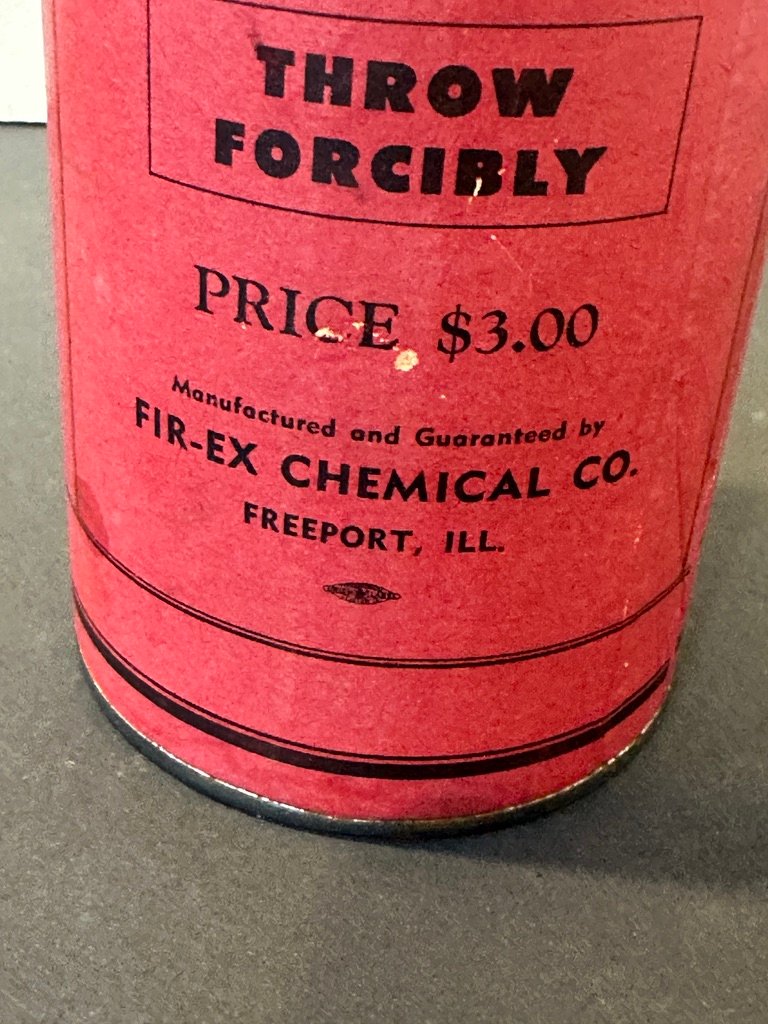 THROW
FORCIBLY
PRICE $3.00
Manufactured and Guaranteed by
FIR-EX CHEMICAL CO.
FREEPORT, ILL.